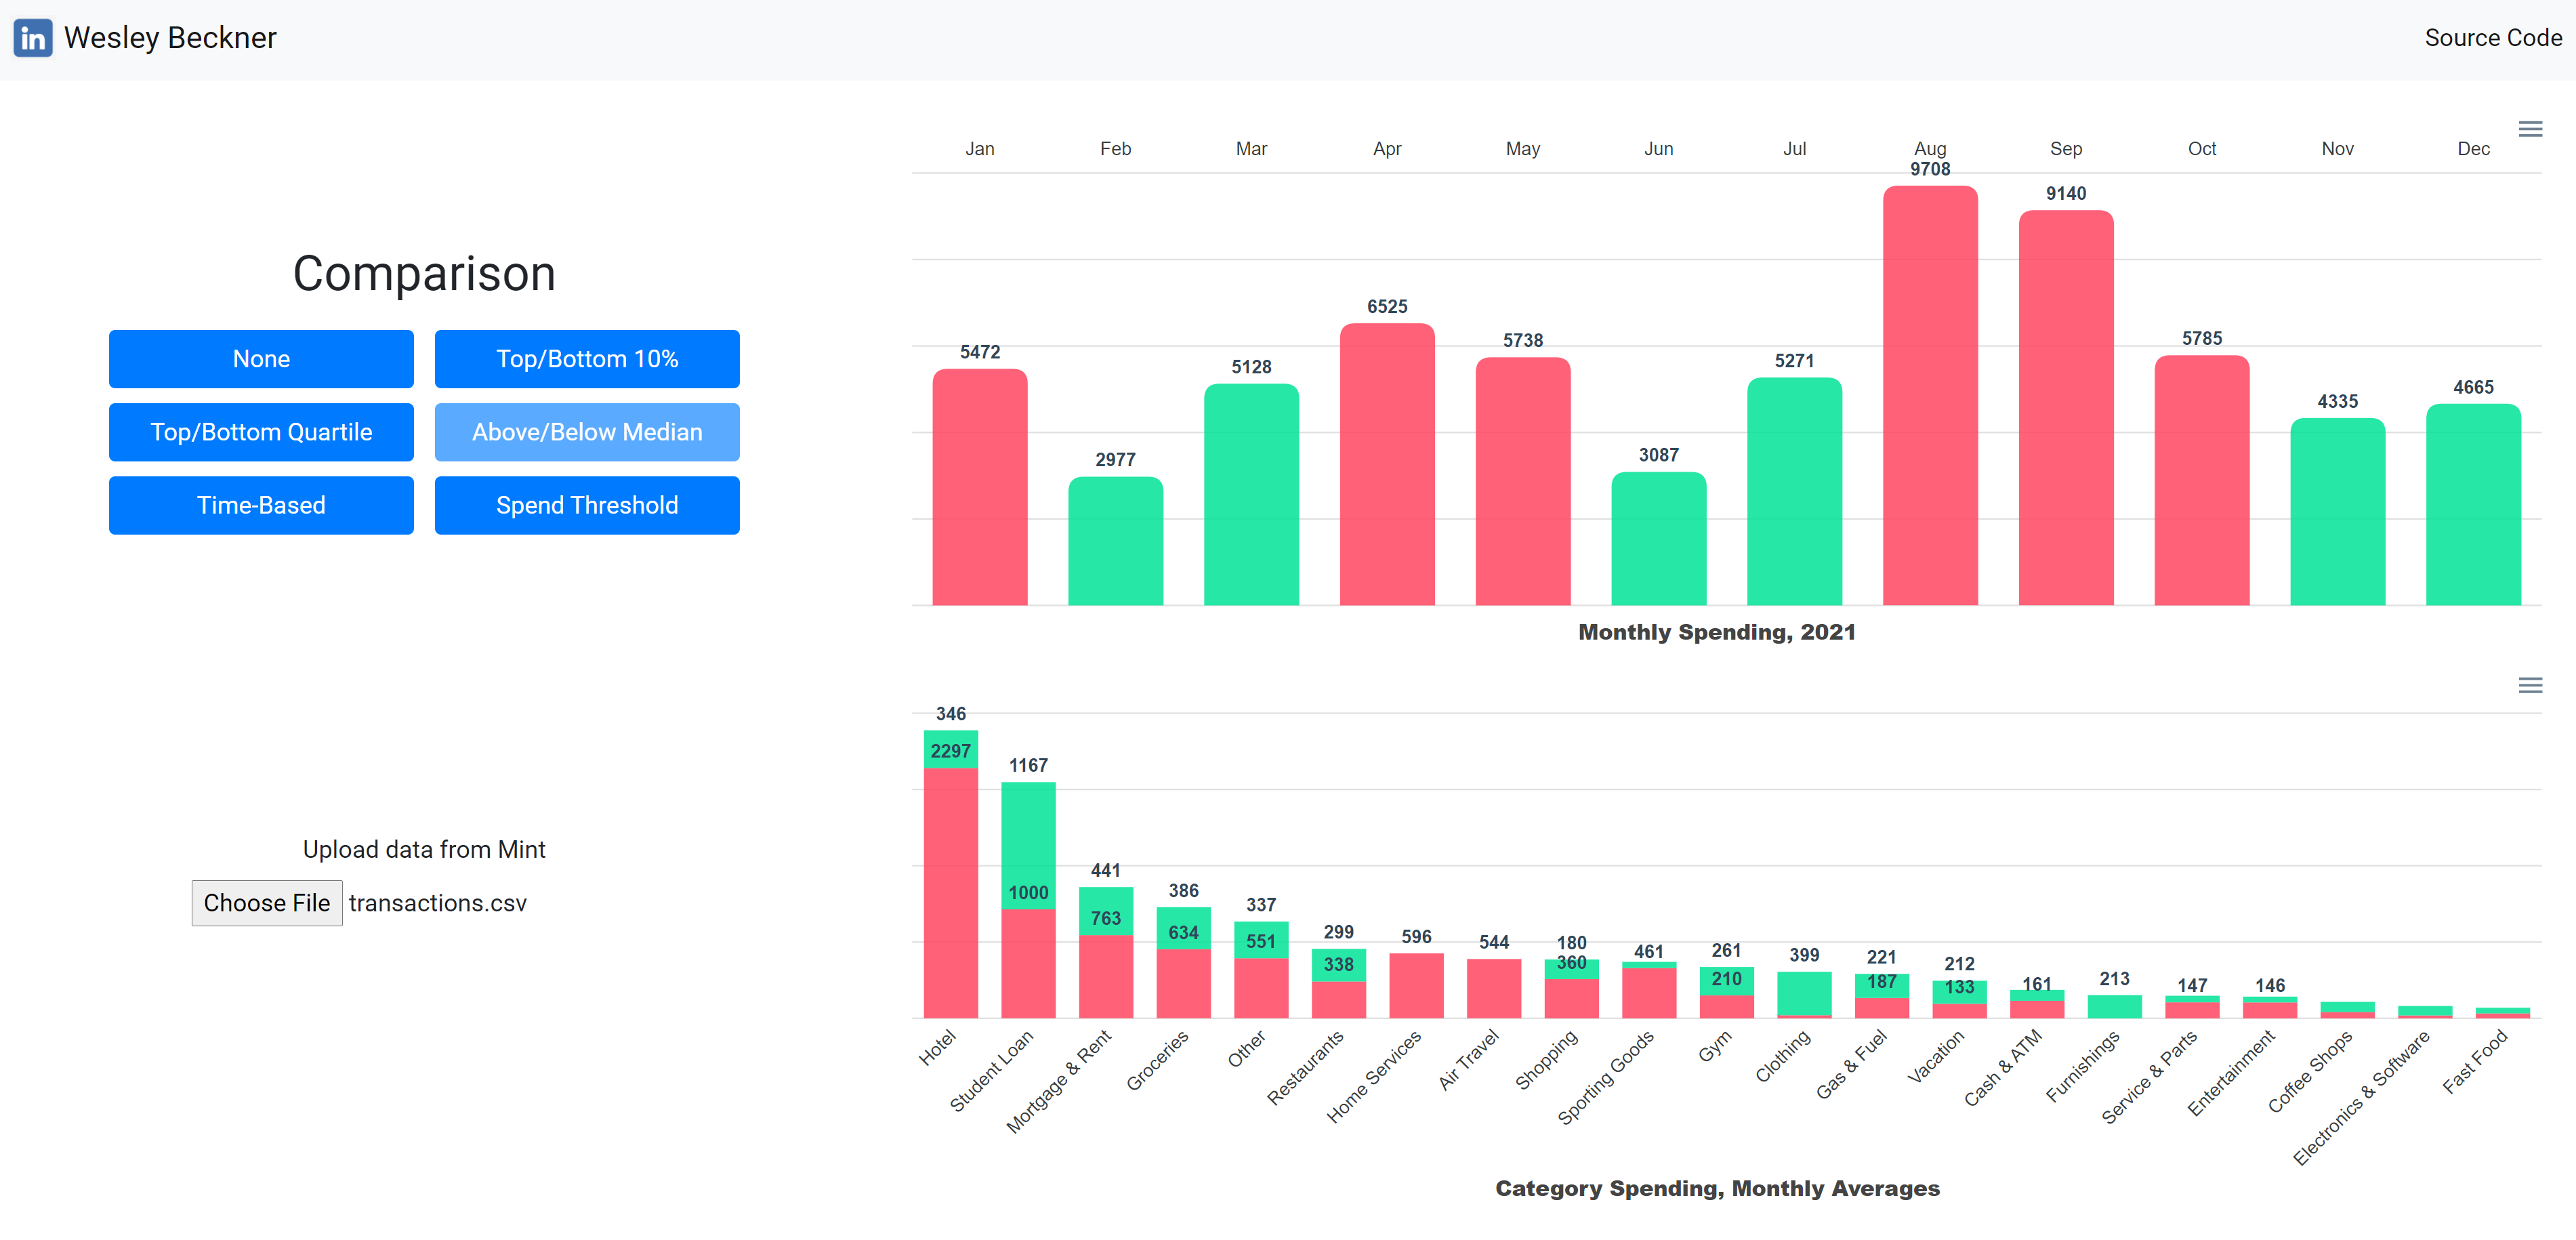 in Wesley Beckner
Source Code
Comparison
None
Top/Bottom 10%
Top/Bottom Quartile
Above/Below Median
Time-Based
Spend Threshold
Upload data from Mint
Choose File transactions.csv
Jan Feb Mar Apr May Jun Jul Aug Sep Oct Nov Dec
5472 2977 5128 6525 5738 3087 5271 9708 9140 5785 4335 4665
Monthly Spending, 2021
346 1167 441 386 337 299 596 544 180 461 261 399 221 212 161 213 147 146
2297 1000 763 634 551 338 360 210 187 133
Hotel
Student Loan
Mortgage & Rent
Groceries
Other
Restaurants
Home Services
Air Travel
Shopping
Sporting Goods
Gym
Clothing
Gas & Fuel
Vacation
Cash & ATM
Furnishings
Service & Parts
Entertainment
Coffee Shops
Electronics & Software
Fast Food
Category Spending, Monthly Averages